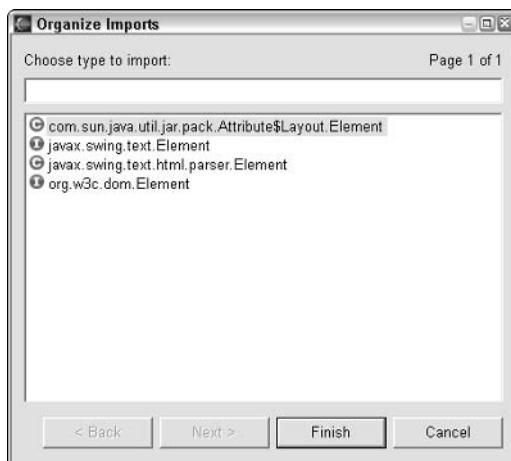 Organize Imports
Choose type to import: Page 1 of 1
com.sun.java.util.jar.pack.Attribute$Layout.Element
javax.swing.text.Element
javax.swing.text.html.parser.Element
org.w3c.dom.Element
< Back Next > Finish Cancel